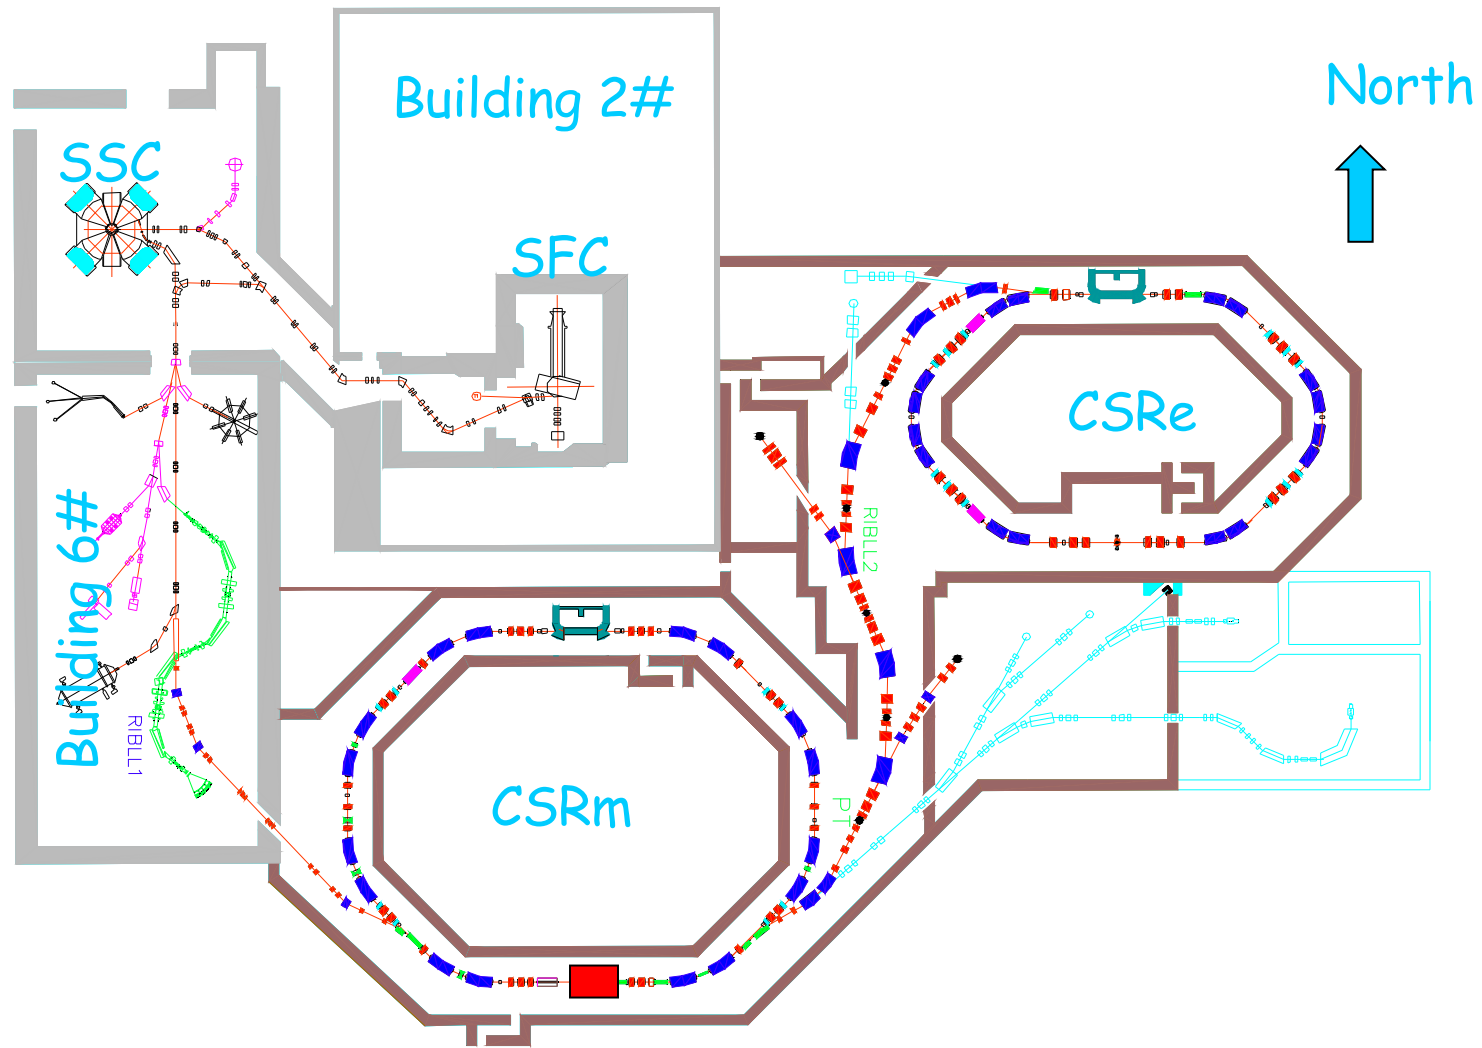 Building 2#
North
SSC
SFC
CSRe
Building 6#
RIBLL2
RIBLL1
CSRm
PT